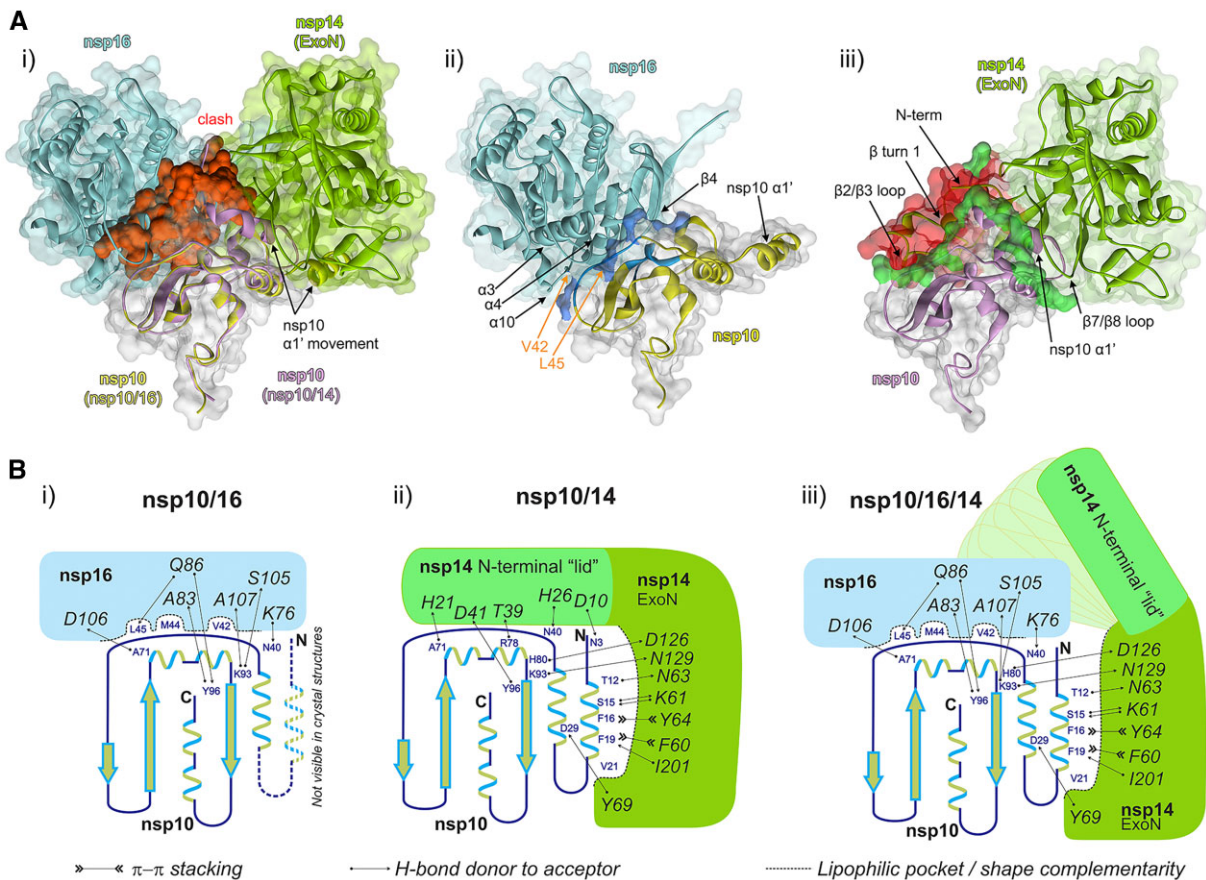 A
i)
nsp16
nsp14
(ExoN)
clash
nsp10
α1' movement
nsp10
(nsp10/16)
nsp10
(nsp10/14)
ii)
nsp16
β4
nsp10 α1'
α3
α4
α10
V42
L45
nsp10
iii)
nsp14
(ExoN)
N-term
β turn 1
β2/β3 loop
β7/β8 loop
nsp10 α1'
nsp10
B
i)
nsp10/16
nsp16
Q86
S105
A83
A107
D106
K76
L45
M44
V42
N40
N
A71
K93
Y96
C
Not visible in crystal structures
nsp10
ii)
nsp10/14
nsp14 N-terminal "lid"
nsp14
ExoN
H21
D41
T39
H26
D10
A71
R78
N40
N3
N
H80
K93
Y96
D126
N129
N63
T12
S15
K61
F16
Y64
F19
F60
D29
I201
V21
C
Y69
nsp10
iii)
nsp10/16/14
nsp14 N-terminal
"lid"
nsp16
Q86
S105
A83
A107
D106
K76
L45
M44
V42
N40
N
A71
H80
K93
Y96
D126
N129
N63
T12
S15
K61
F16
Y64
F19
F60
D29
I201
V21
C
Y69
nsp14
ExoN
nsp10
π–π stacking
H-bond donor to acceptor
Lipophilic pocket / shape complementarity